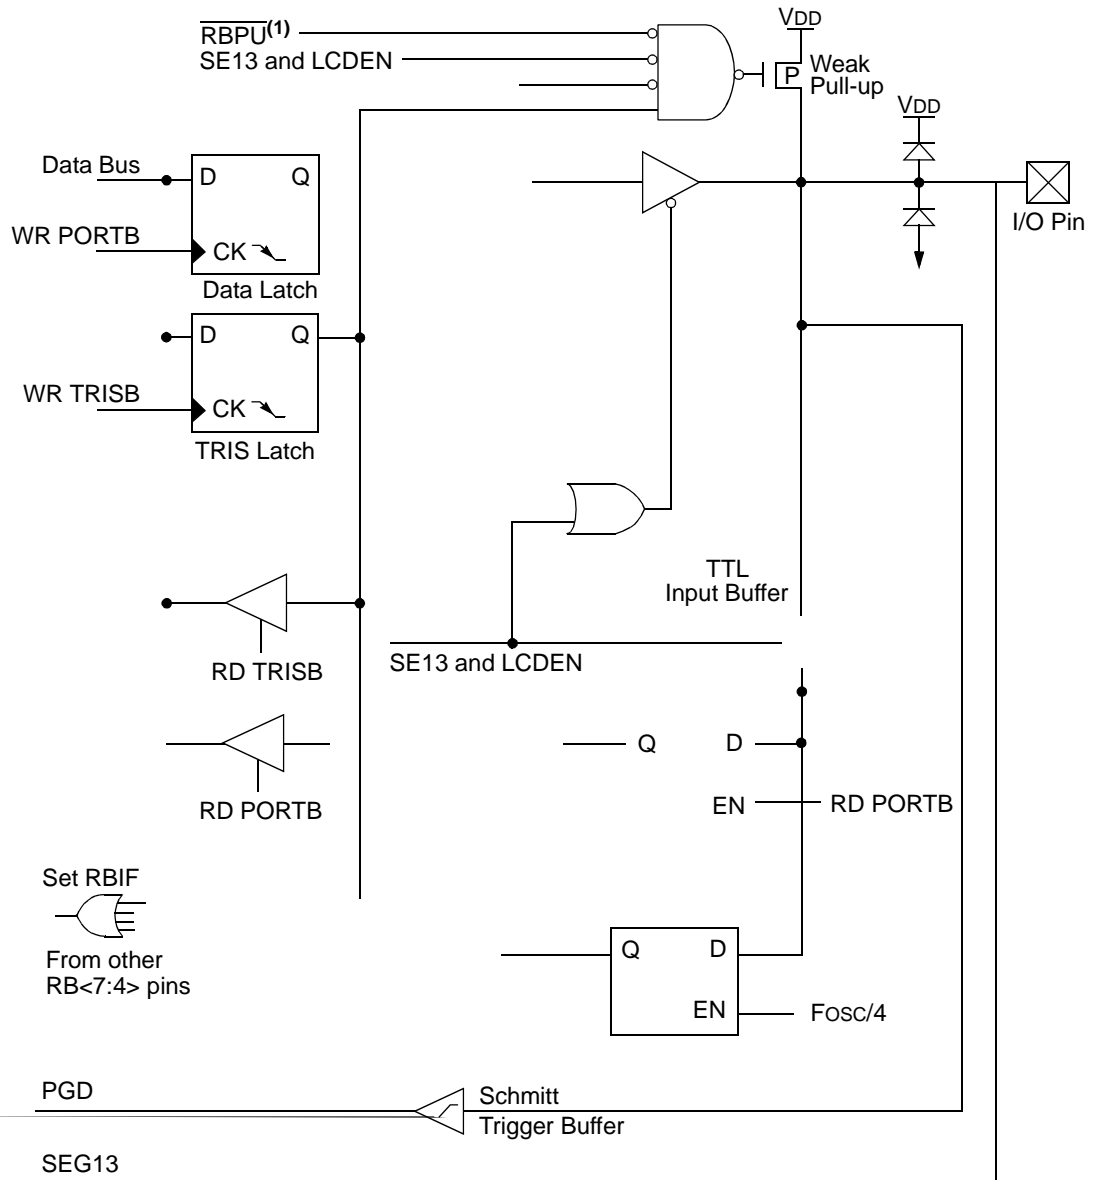 VDD
RBPU(1)
SE13 and LCDEN
P
Weak
Pull-up
VDD
Data Bus
D Q
WR PORTB
CK
I/O Pin
Data Latch
D Q
WR TRISB
CK
TRIS Latch
TTL
Input Buffer
SE13 and LCDEN
RD TRISB
Q D
EN
RD PORTB
RD PORTB
Set RBIF
From other
RB<7:4> pins
Q D
EN
FOSC/4
PGD
Schmitt
Trigger Buffer
SEG13